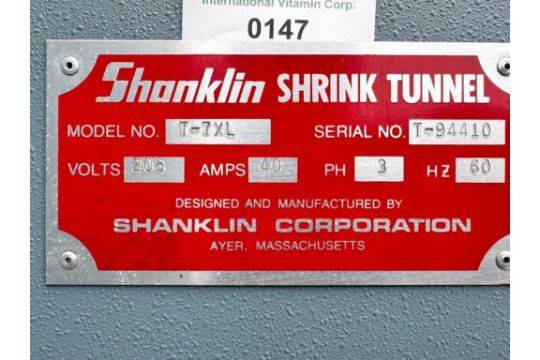 International Vitamin Corp.
0147
Shanklin SHRINK TUNNEL
MODEL NO. T-7XL SERIAL NO. T-94410
VOLTS 208 AMPS 40 PH 3 HZ 60
DESIGNED AND MANUFACTURED BY
SHANKLIN CORPORATION
AYER, MASSACHUSETTS